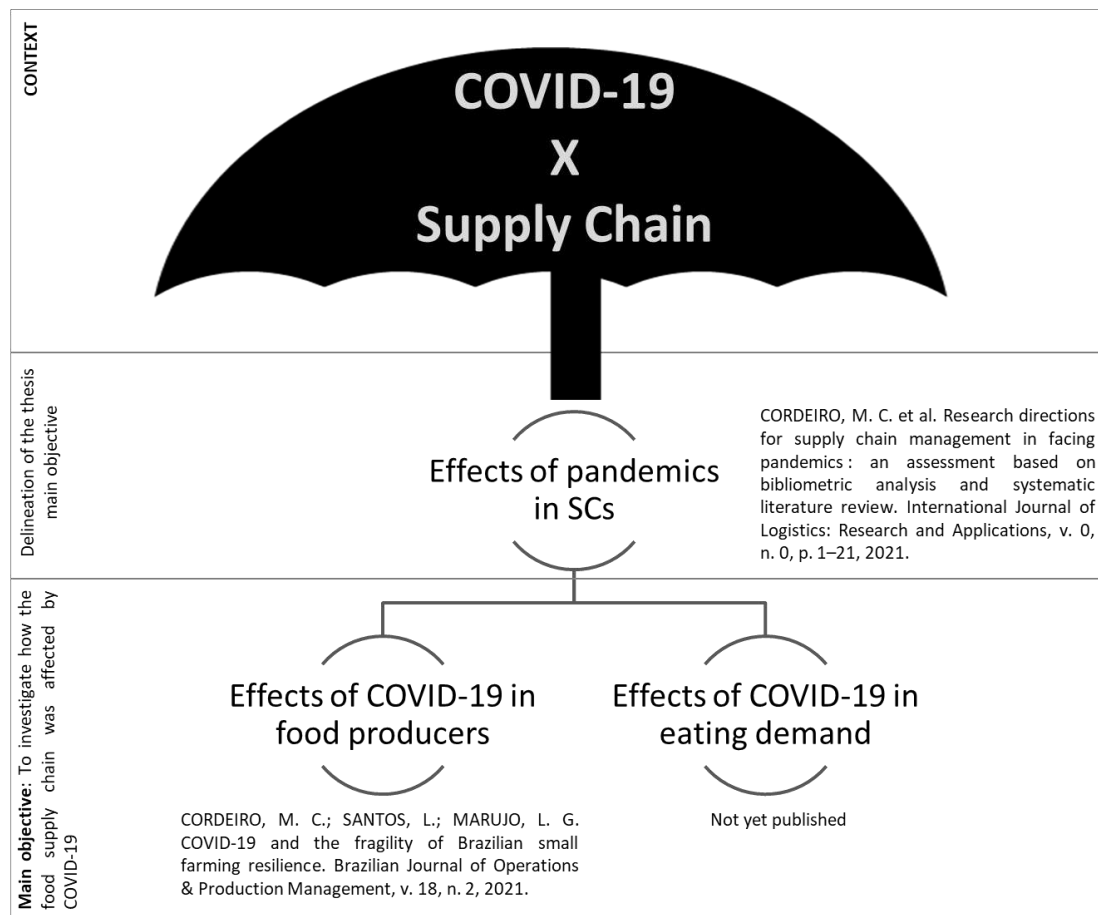 CONTEXT
COVID-19
X
Supply Chain
Delineation of the thesis
main objective
Effects of pandemics
in SCs
CORDEIRO, M. C. et al. Research directions
for supply chain management in facing
pandemics : an assessment based on
bibliometric analysis and systematic
literature review. International Journal of
Logistics: Research and Applications, v. 0,
n. 0, p. 1–21, 2021.
Main objective: To investigate how the
food supply chain was affected by
COVID-19
Effects of COVID-19 in
food producers
Effects of COVID-19 in
eating demand
CORDEIRO, M. C.; SANTOS, L.; MARUJO, L. G.
COVID-19 and the fragility of Brazilian small
farming resilience. Brazilian Journal of Operations
& Production Management, v. 18, n. 2, 2021.
Not yet published